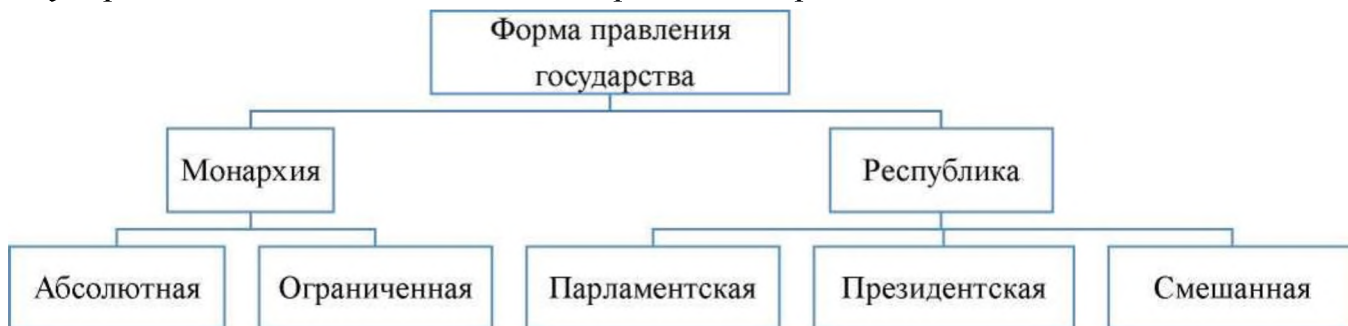 Форма правления
государства
Монархия
Республика
Абсолютная
Ограниченная
Парламентская
Президентская
Смешанная